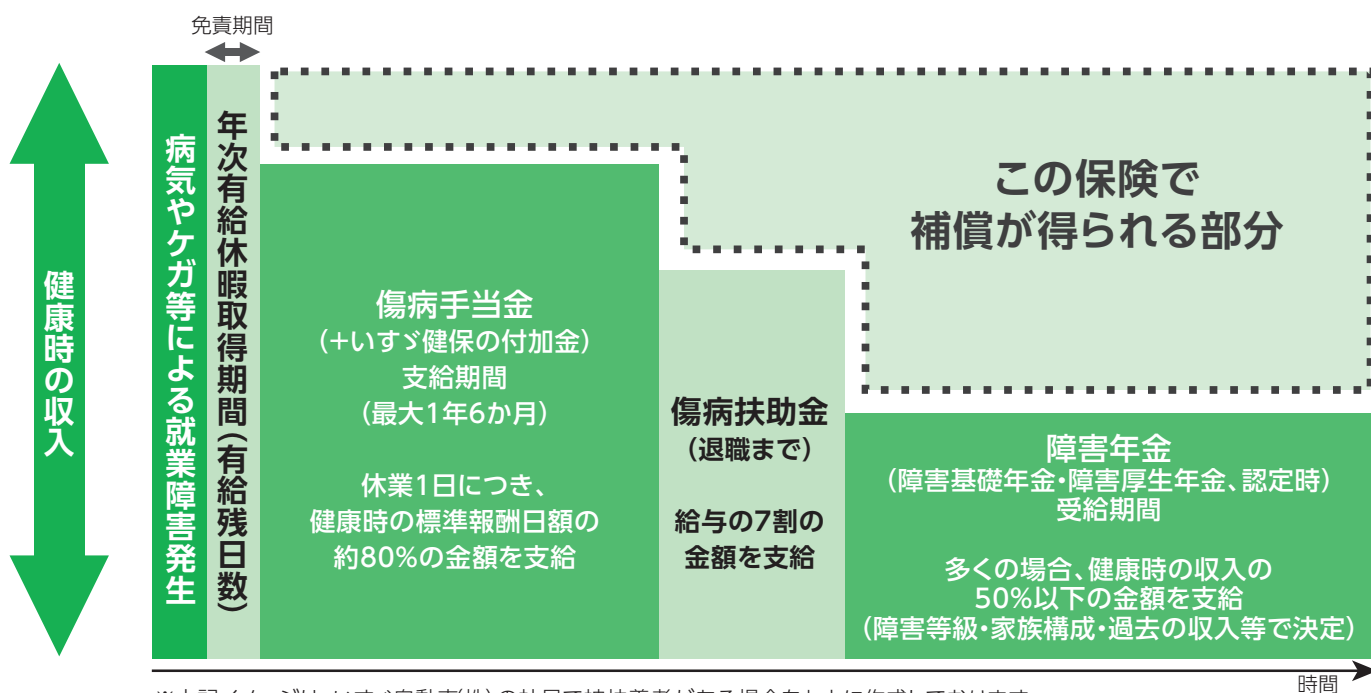 免責期間
健康時の収入
病気やケガ等による就業障害発生
年次有給休暇取得期間(有給残日数)
傷病手当金
(+いすゞ健保の付加金)
支給期間
(最大1年6か月)
休業1日につき、
健康時の標準報酬日額の
約80%の金額を支給
傷病扶助金
(退職まで)
給与の7割の
金額を支給
この保険で
補償が得られる部分
障害年金
(障害基礎年金・障害厚生年金、認定時)
受給期間
多くの場合、健康時の収入の
50%以下の金額を支給
(障害等級・家族構成・過去の収入等で決定)
時間